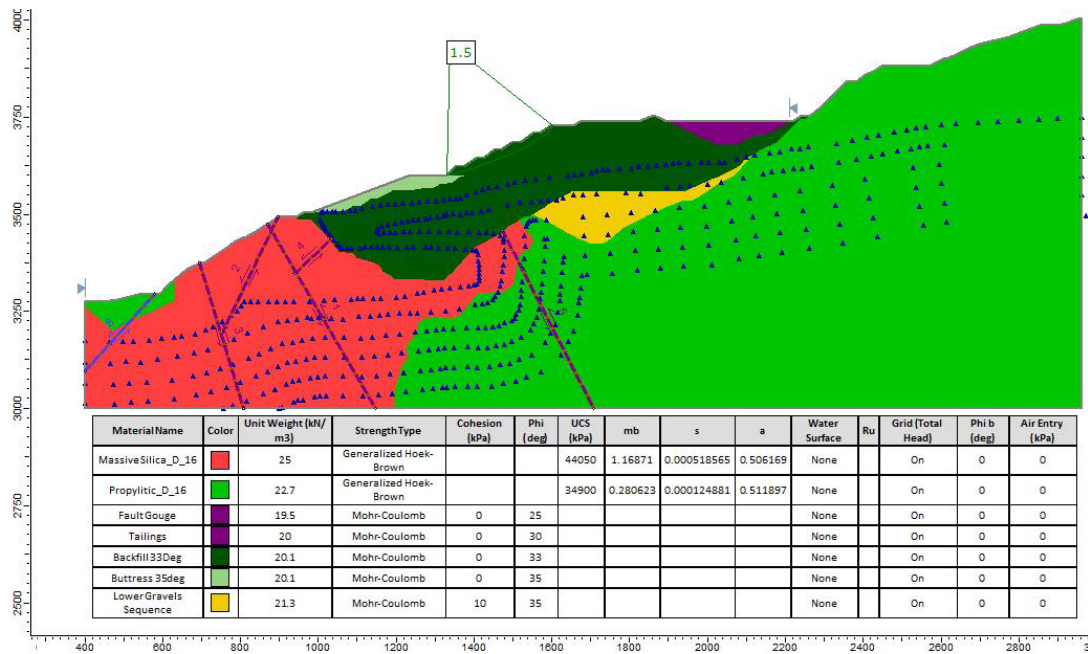 4000
1.5
3750
3500
3250
3000
Material Name Color Unit Weight (kN/m3) Strength Type Cohesion (kPa) Phi (deg) UCS (kPa) mb s a Water Surface Ru Grid (Total Head) Phi b (deg) Air Entry (kPa)
MassiveSilica_D_16 25 Generalized Hoek-Brown 44050 1.16871 0.000518565 0.506169 None On 0 0
Propylitic_D_16 22.7 Generalized Hoek-Brown 34900 0.280623 0.000124881 0.511897 None On 0 0
Fault Gouge 19.5 Mohr-Coulomb 0 25 None On 0 0
Tailings 20 Mohr-Coulomb 0 30 None On 0 0
Backfill 33Deg 20.1 Mohr-Coulomb 0 33 None On 0 0
Buttress 35deg 20.1 Mohr-Coulomb 0 35 None On 0 0
Lower Gravels Sequence 21.3 Mohr-Coulomb 10 35 None On 0 0
2750
2500
400 600 800 1000 1200 1400 1600 1800 2000 2200 2400 2600 2800